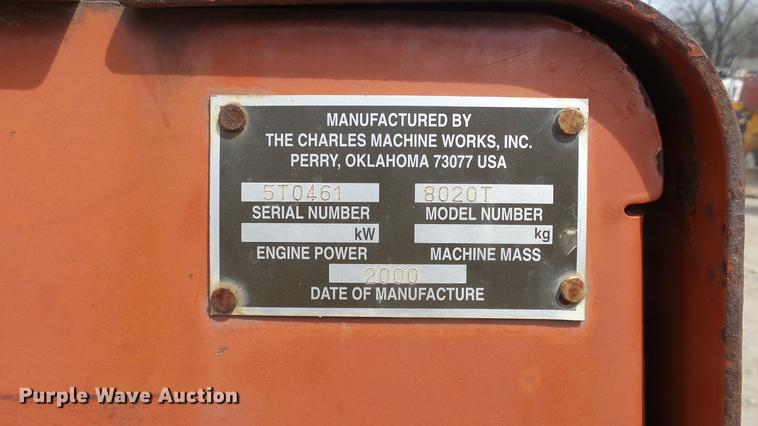 MANUFACTURED BY
THE CHARLES MACHINE WORKS, INC.
PERRY, OKLAHOMA 73077 USA
5T0461 8020T
SERIAL NUMBER MODEL NUMBER
kW kg
ENGINE POWER MACHINE MASS
2000
DATE OF MANUFACTURE
Purple Wave Auction